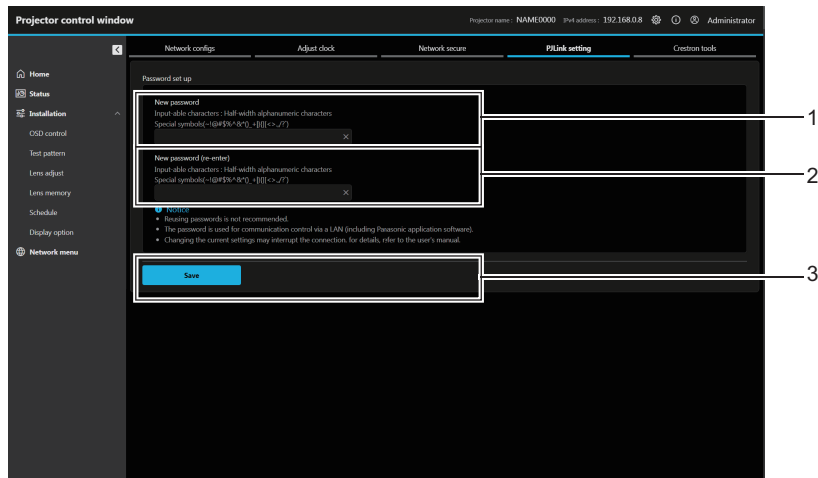 Projector control window
Projector name : NAME0000 IPv4 address : 192.168.0.8 Administrator
Network configs Adjust clock Network secure PJLink setting Crestron tools
Home
Status
Installation
OSD control
Test pattern
Lens adjust
Lens memory
Schedule
Display option
Network menu
Password set up
New password
Input-able characters : Half-width alphanumeric characters
1
New password (re-enter)
Input-able characters : Half-width alphanumeric characters
2
Notice
Reusing passwords is not recommended.
The password is used for communication control via a LAN (including Panasonic application software).
Changing the current settings may interrupt the connection. for details, refer to the user's manual.
Save
3